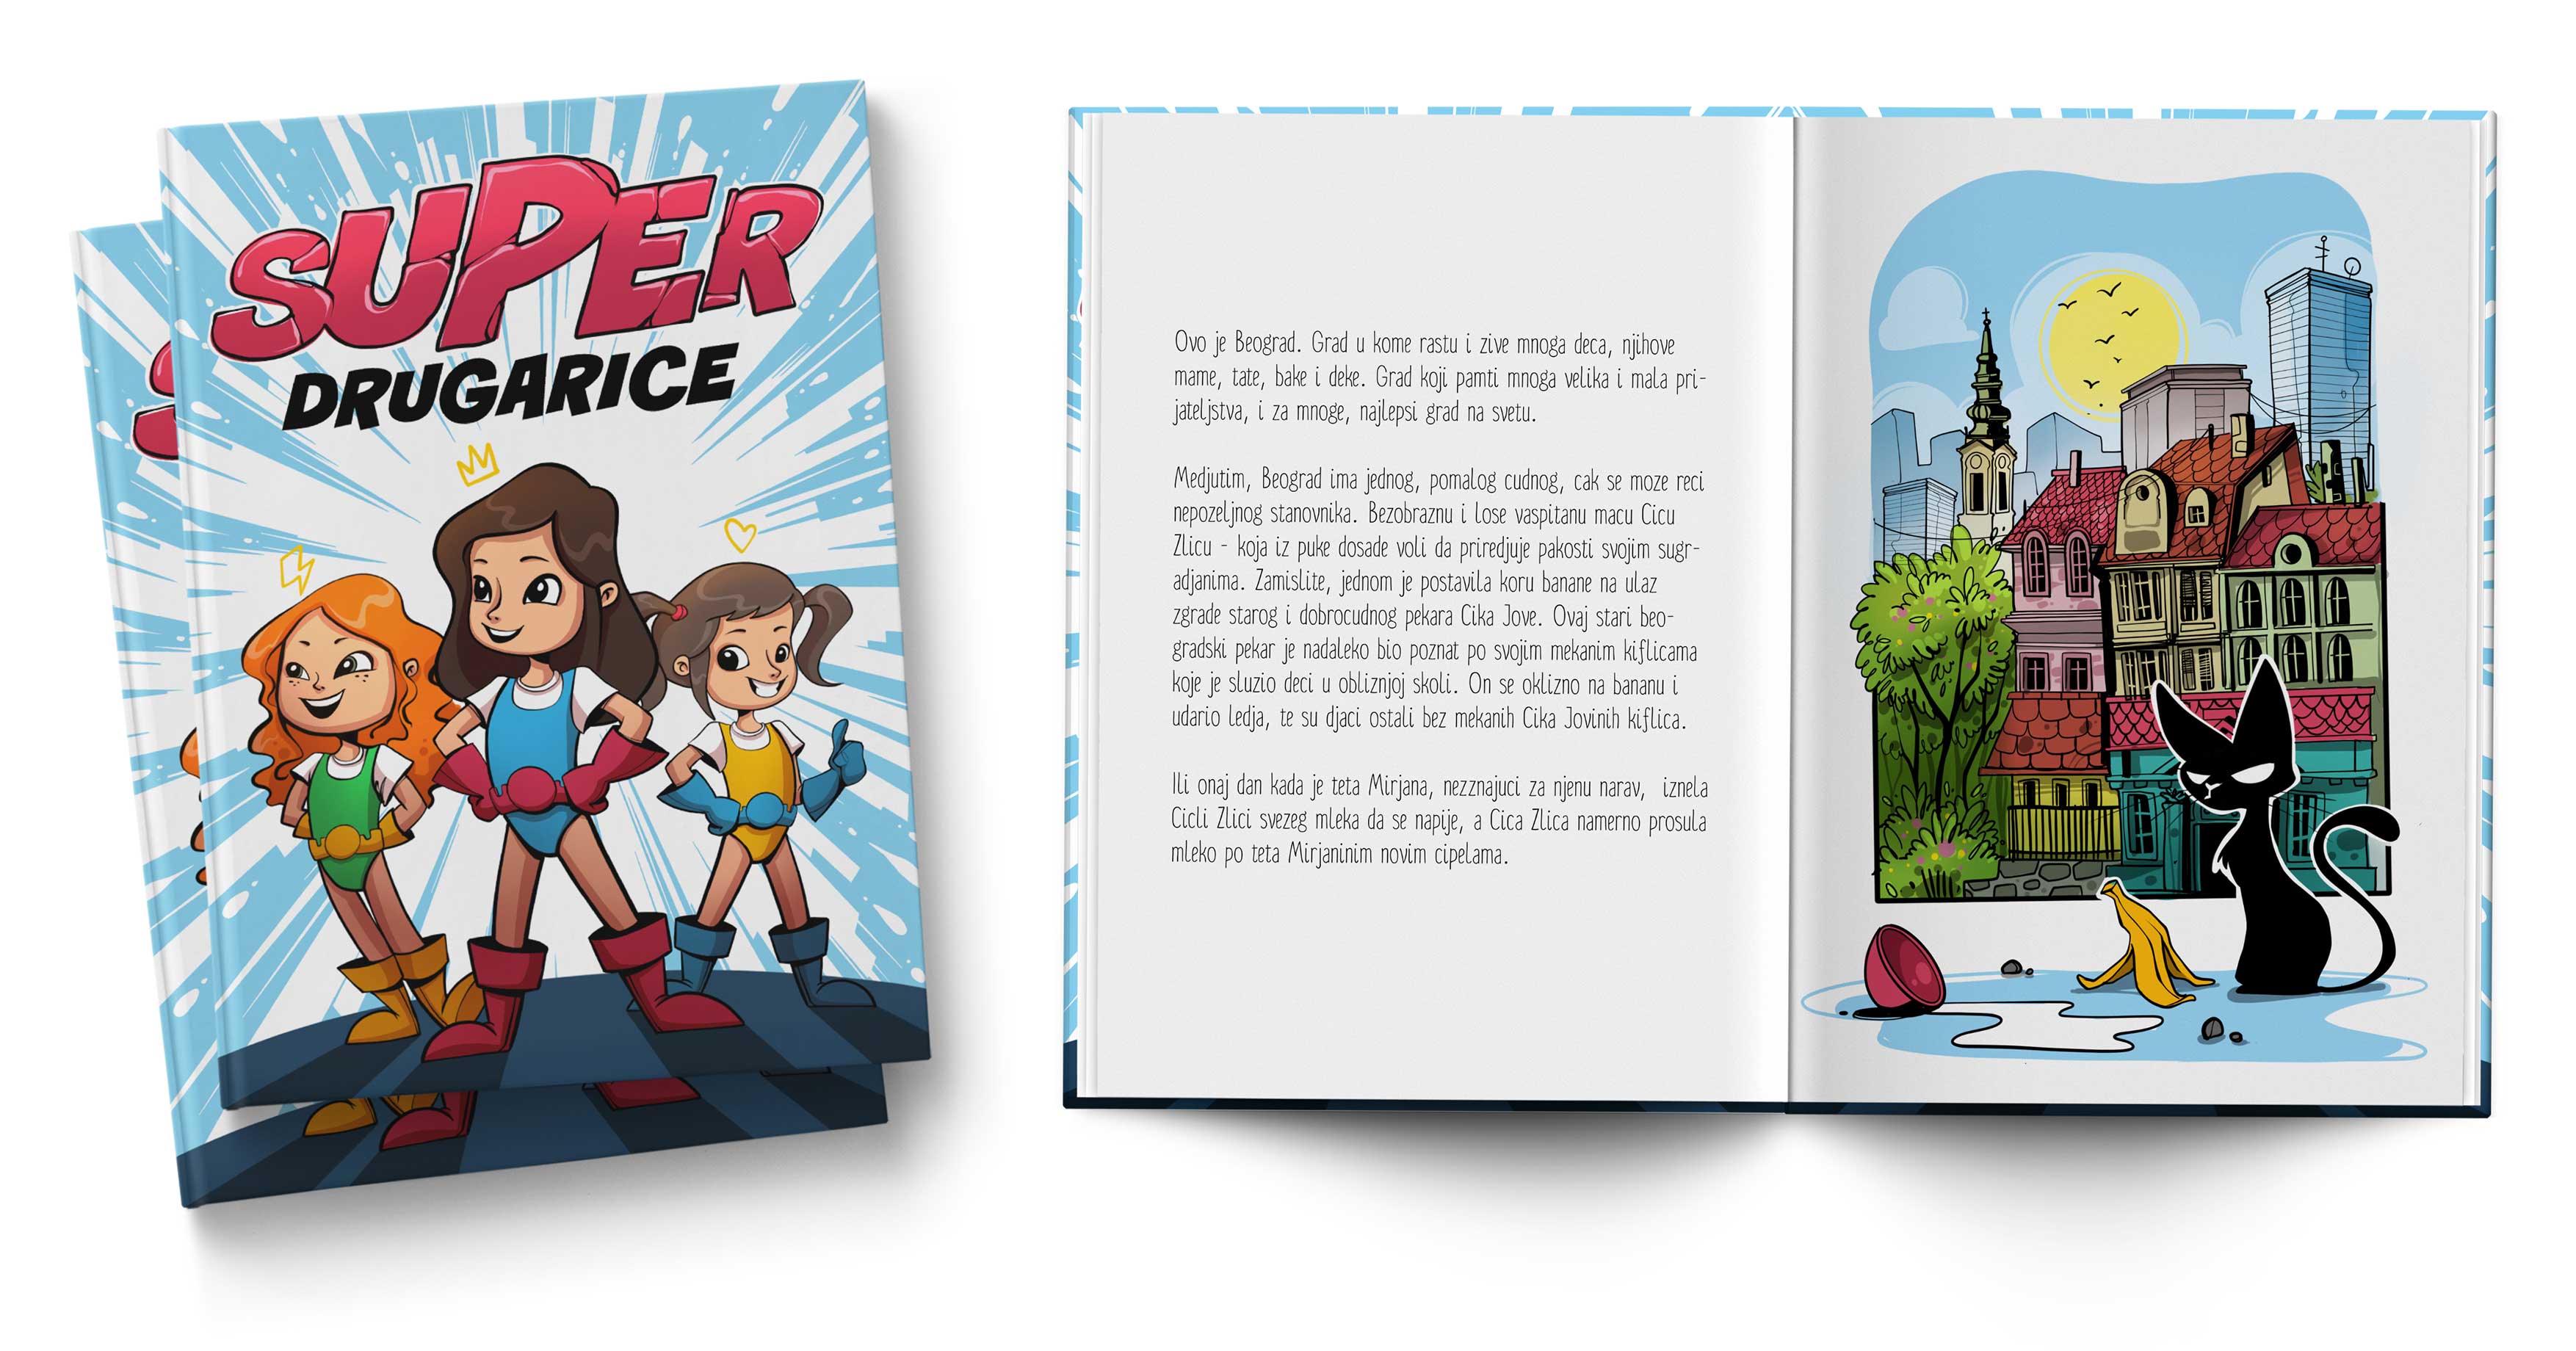 SUPER
DRUGARICE
Ovo je Beograd. Grad u kome rastu i zive mnoga deca, njihove
mame, tate, bake i deke. Grad koji pamti mnoga velika i mala pri-
jateljstva, i za mnoge, najlepsi grad na svetu.
Medjutim, Beograd ima jednog, pomalog cudnog, cak se moze reci
nepozeljnog stanovnika. Bezobraznu i lose vaspitanu macu Cicu
Zlicu - koja iz puke dosade voli da priredjuje pakosti svojim sugr-
adjanima. Zamislite, jednom je postavila koru banane na ulaz
zgrade starog i dobrocudnog pekara Cika Jove. Ovaj stari beo-
gradski pekar je nadaleko bio poznat po svojim mekanim kiflicama
koje je sluzio deci u obliznjoj skoli. On se oklizno na bananu i
udario ledja, te su djaci ostali bez mekanih Cika Jovinih kiflica.
Ili onaj dan kada je teta Mirjana, nezznajuci za njenu narav, iznela
Cicli Zlici svezeg mleka da se napije, a Cica Zlica namerno prosula
mleko po teta Mirjaninim novim cipelama.